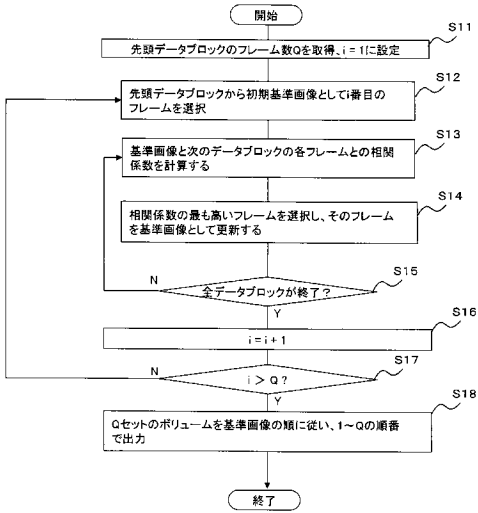 開始
S11
先頭データブロックのフレーム数Qを取得、i = 1に設定
S12
先頭データブロックから初期基準画像としてi番目の
フレームを選択
S13
基準画像と次のデータブロックの各フレームとの相関
係数を計算する
S14
相関係数の最も高いフレームを選択し、そのフレーム
を基準画像として更新する
S15
全データブロックが終了？
N
Y
S16
i = i + 1
S17
i > Q ?
N
Y
S18
Qセットのボリュームを基準画像の順に従い、1～Qの順番
で出力
終了